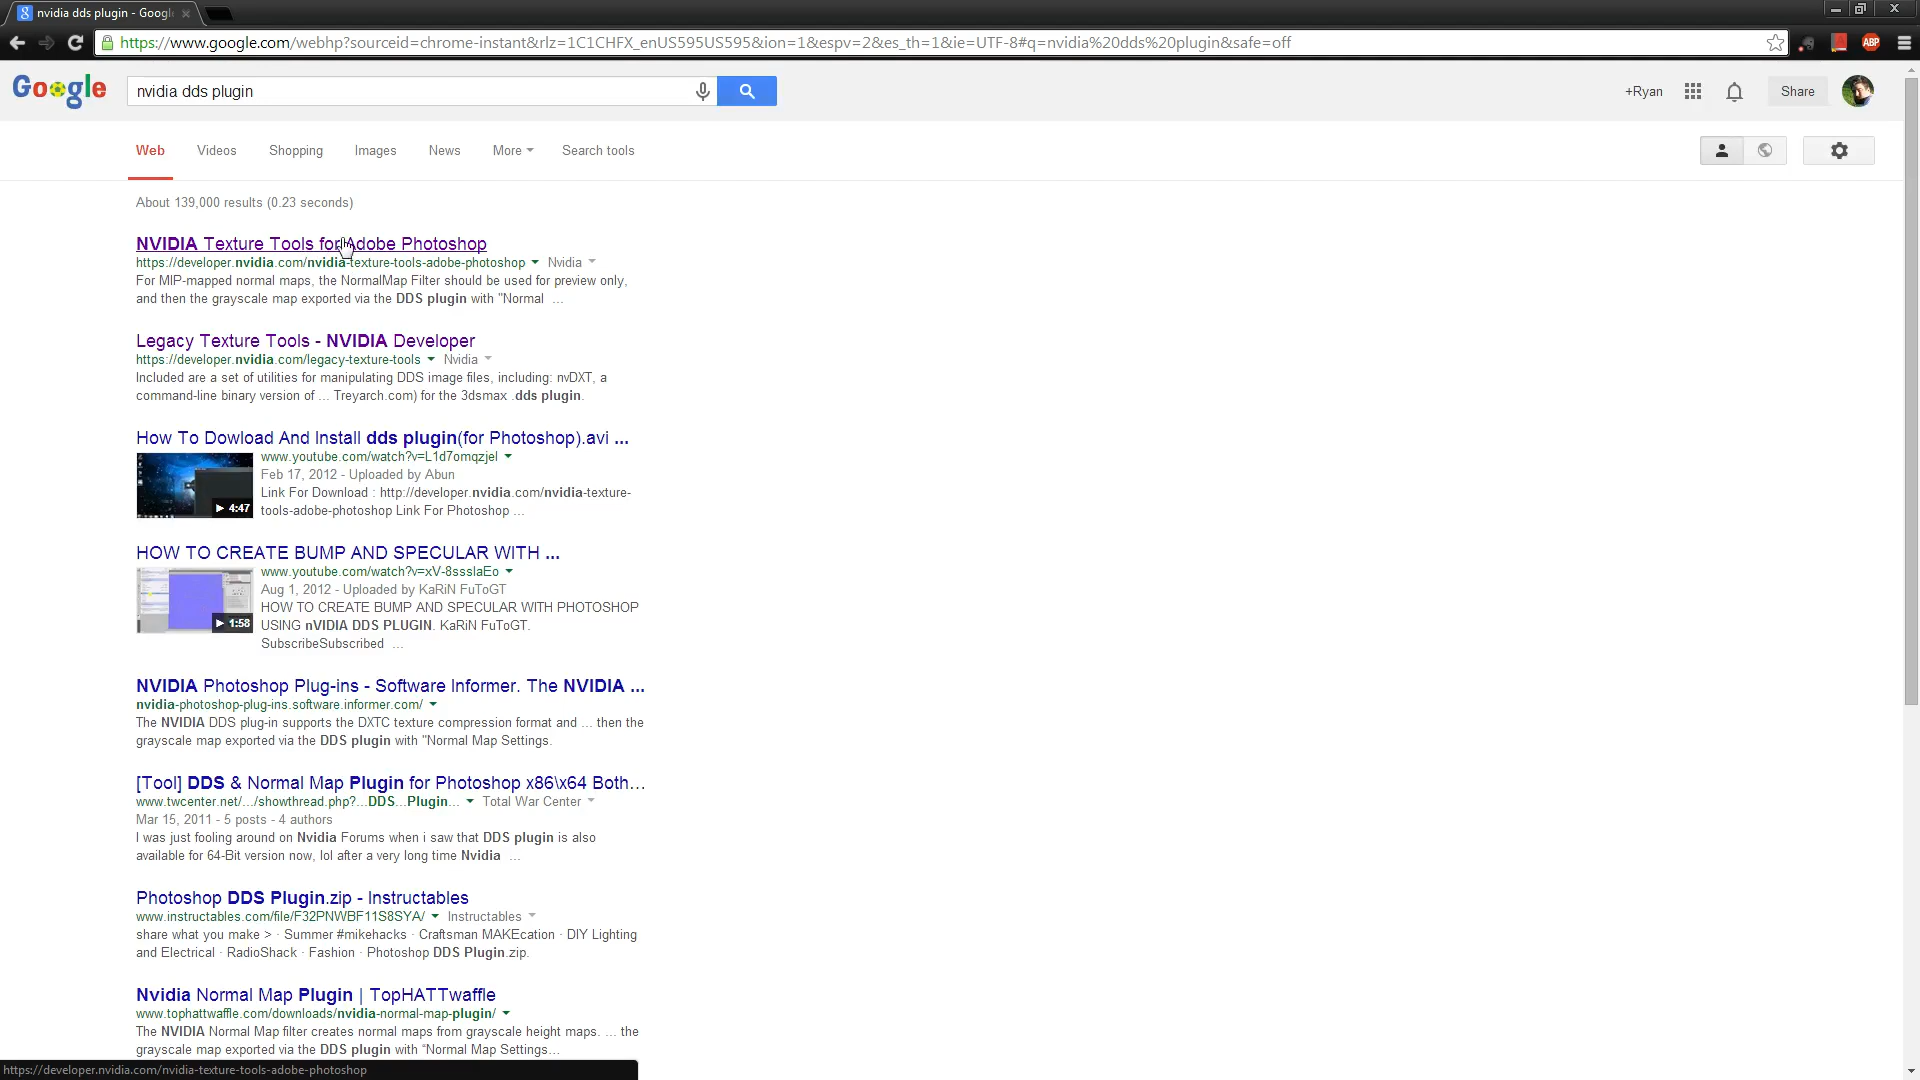 nvidia dds plugin - Googl
https://www.google.com/webhp?sourceid=chrome-instant&rlz=1C1CHFX_enUS595US595&ion=1&espv=2&es_th=1&ie=UTF-8#q=nvidia%20dds%20plugin&safe=off
ABP
Google
nvidia dds plugin
+Ryan
Share
Web Videos Shopping Images News More Search tools
About 139,000 results (0.23 seconds)
NVIDIA Texture Tools for Adobe Photoshop
https://developer.nvidia.com/nvidia-texture-tools-adobe-photoshop Nvidia
For MIP-mapped normal maps, the NormalMap Filter should be used for preview only,
and then the grayscale map exported via the DDS plugin with "Normal ...
Legacy Texture Tools - NVIDIA Developer
https://developer.nvidia.com/legacy-texture-tools Nvidia
Included are a set of utilities for manipulating DDS image files, including: nvDXT, a
command-line binary version of ... Treyarch.com) for the 3dsmax .dds plugin.
How To Dowload And Install dds plugin(for Photoshop).avi ...
www.youtube.com/watch?v=L1d7omqzjeI
Feb 17, 2012 - Uploaded by Abun
Link For Download : http://developer.nvidia.com/nvidia-texture-
tools-adobe-photoshop Link For Photoshop ...
4:47
HOW TO CREATE BUMP AND SPECULAR WITH ...
www.youtube.com/watch?v=xV-8ssslaEo
Aug 1, 2012 - Uploaded by KaRiN FuToGT
HOW TO CREATE BUMP AND SPECULAR WITH PHOTOSHOP
USING nVIDIA DDS PLUGIN. KaRiN FuToGT.
SubscribeSubscribed ...
1:58
NVIDIA Photoshop Plug-ins - Software Informer. The NVIDIA ...
nvidia-photoshop-plug-ins.software.informer.com/
The NVIDIA DDS plug-in supports the DXTC texture compression format and ... then the
grayscale map exported via the DDS plugin with "Normal Map Settings.
[Tool] DDS & Normal Map Plugin for Photoshop x86\x64 Both...
www.twcenter.net/.../showthread.php?...DDS...Plugin... Total War Center
Mar 15, 2011 - 5 posts - 4 authors
I was just fooling around on Nvidia Forums when i saw that DDS plugin is also
available for 64-Bit version now, lol after a very long time Nvidia ...
Photoshop DDS Plugin.zip - Instructables
www.instructables.com/file/F32PNWBF11S8SYA/ Instructables
share what you make > · Summer #mikehacks · Craftsman MAKEcation · DIY Lighting
and Electrical · RadioShack · Fashion · Photoshop DDS Plugin.zip.
Nvidia Normal Map Plugin | TopHATTwaffle
www.tophattwaffle.com/downloads/nvidia-normal-map-plugin/
The NVIDIA Normal Map filter creates normal maps from grayscale height maps. ... the
grayscale map exported via the DDS plugin with “Normal Map Settings...
https://developer.nvidia.com/nvidia-texture-tools-adobe-photoshop